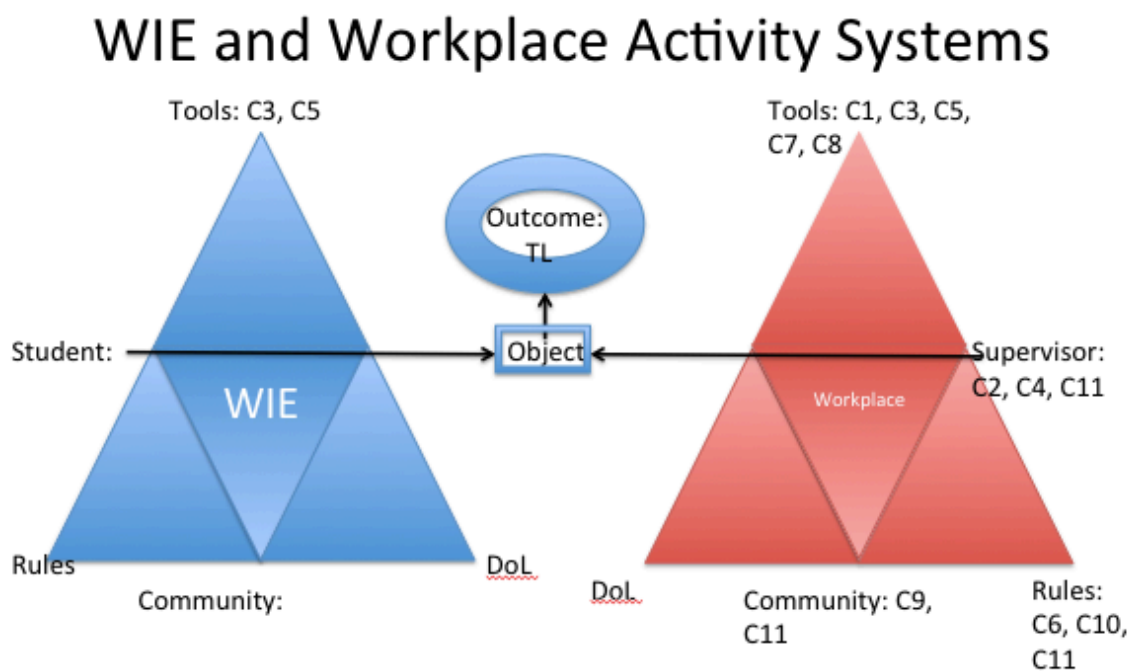 WIE and Workplace Activity Systems
Tools: C3, C5
Tools: C1, C3, C5,
C7, C8
Outcome:
TL
Student:
Object
Supervisor:
C2, C4, C11
WIE
Workplace
Rules
DoL
DoL
Community:
Community: C9,
C11
Rules:
C6, C10,
C11